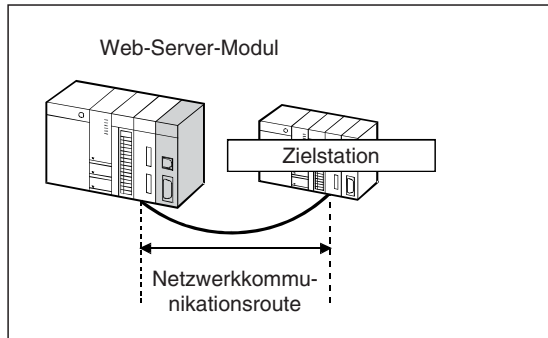 Web-Server-Modul
Zielstation
Netzwerkkommu-
nikationsroute